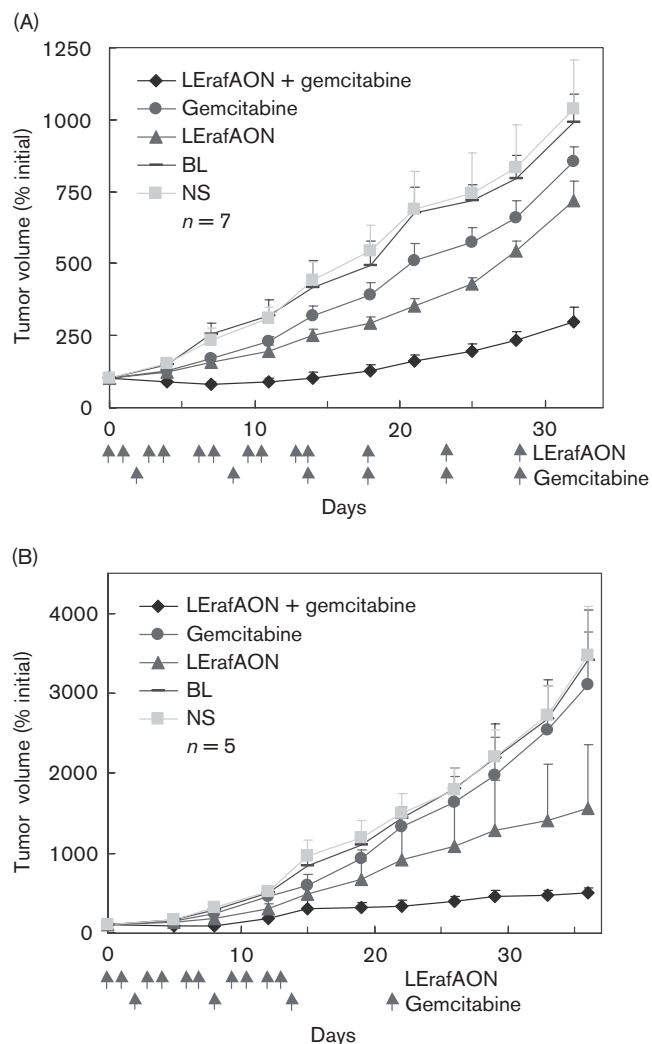 (A)
1250
1000
750
500
250
0
Tumor volume (% initial)
LErafAON + gemcitabine
Gemcitabine
LErafAON
BL
NS
n = 7
0
10
20
30
LErafAON
Gemcitabine
Days
(B)
4000
3000
2000
1000
0
Tumor volume (% initial)
LErafAON + gemcitabine
Gemcitabine
LErafAON
BL
NS
n = 5
0
10
20
30
LErafAON
Gemcitabine
Days